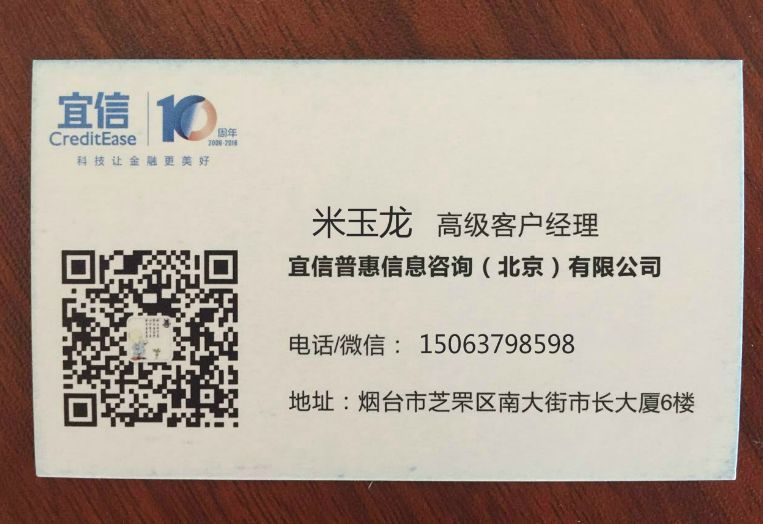 宜信
CreditEase
10周年
2006-2016
科技让金融更美好
米玉龙 高级客户经理
宜信普惠信息咨询（北京）有限公司
电话/微信： 15063798598
地址：烟台市芝罘区南大街市长大厦6楼